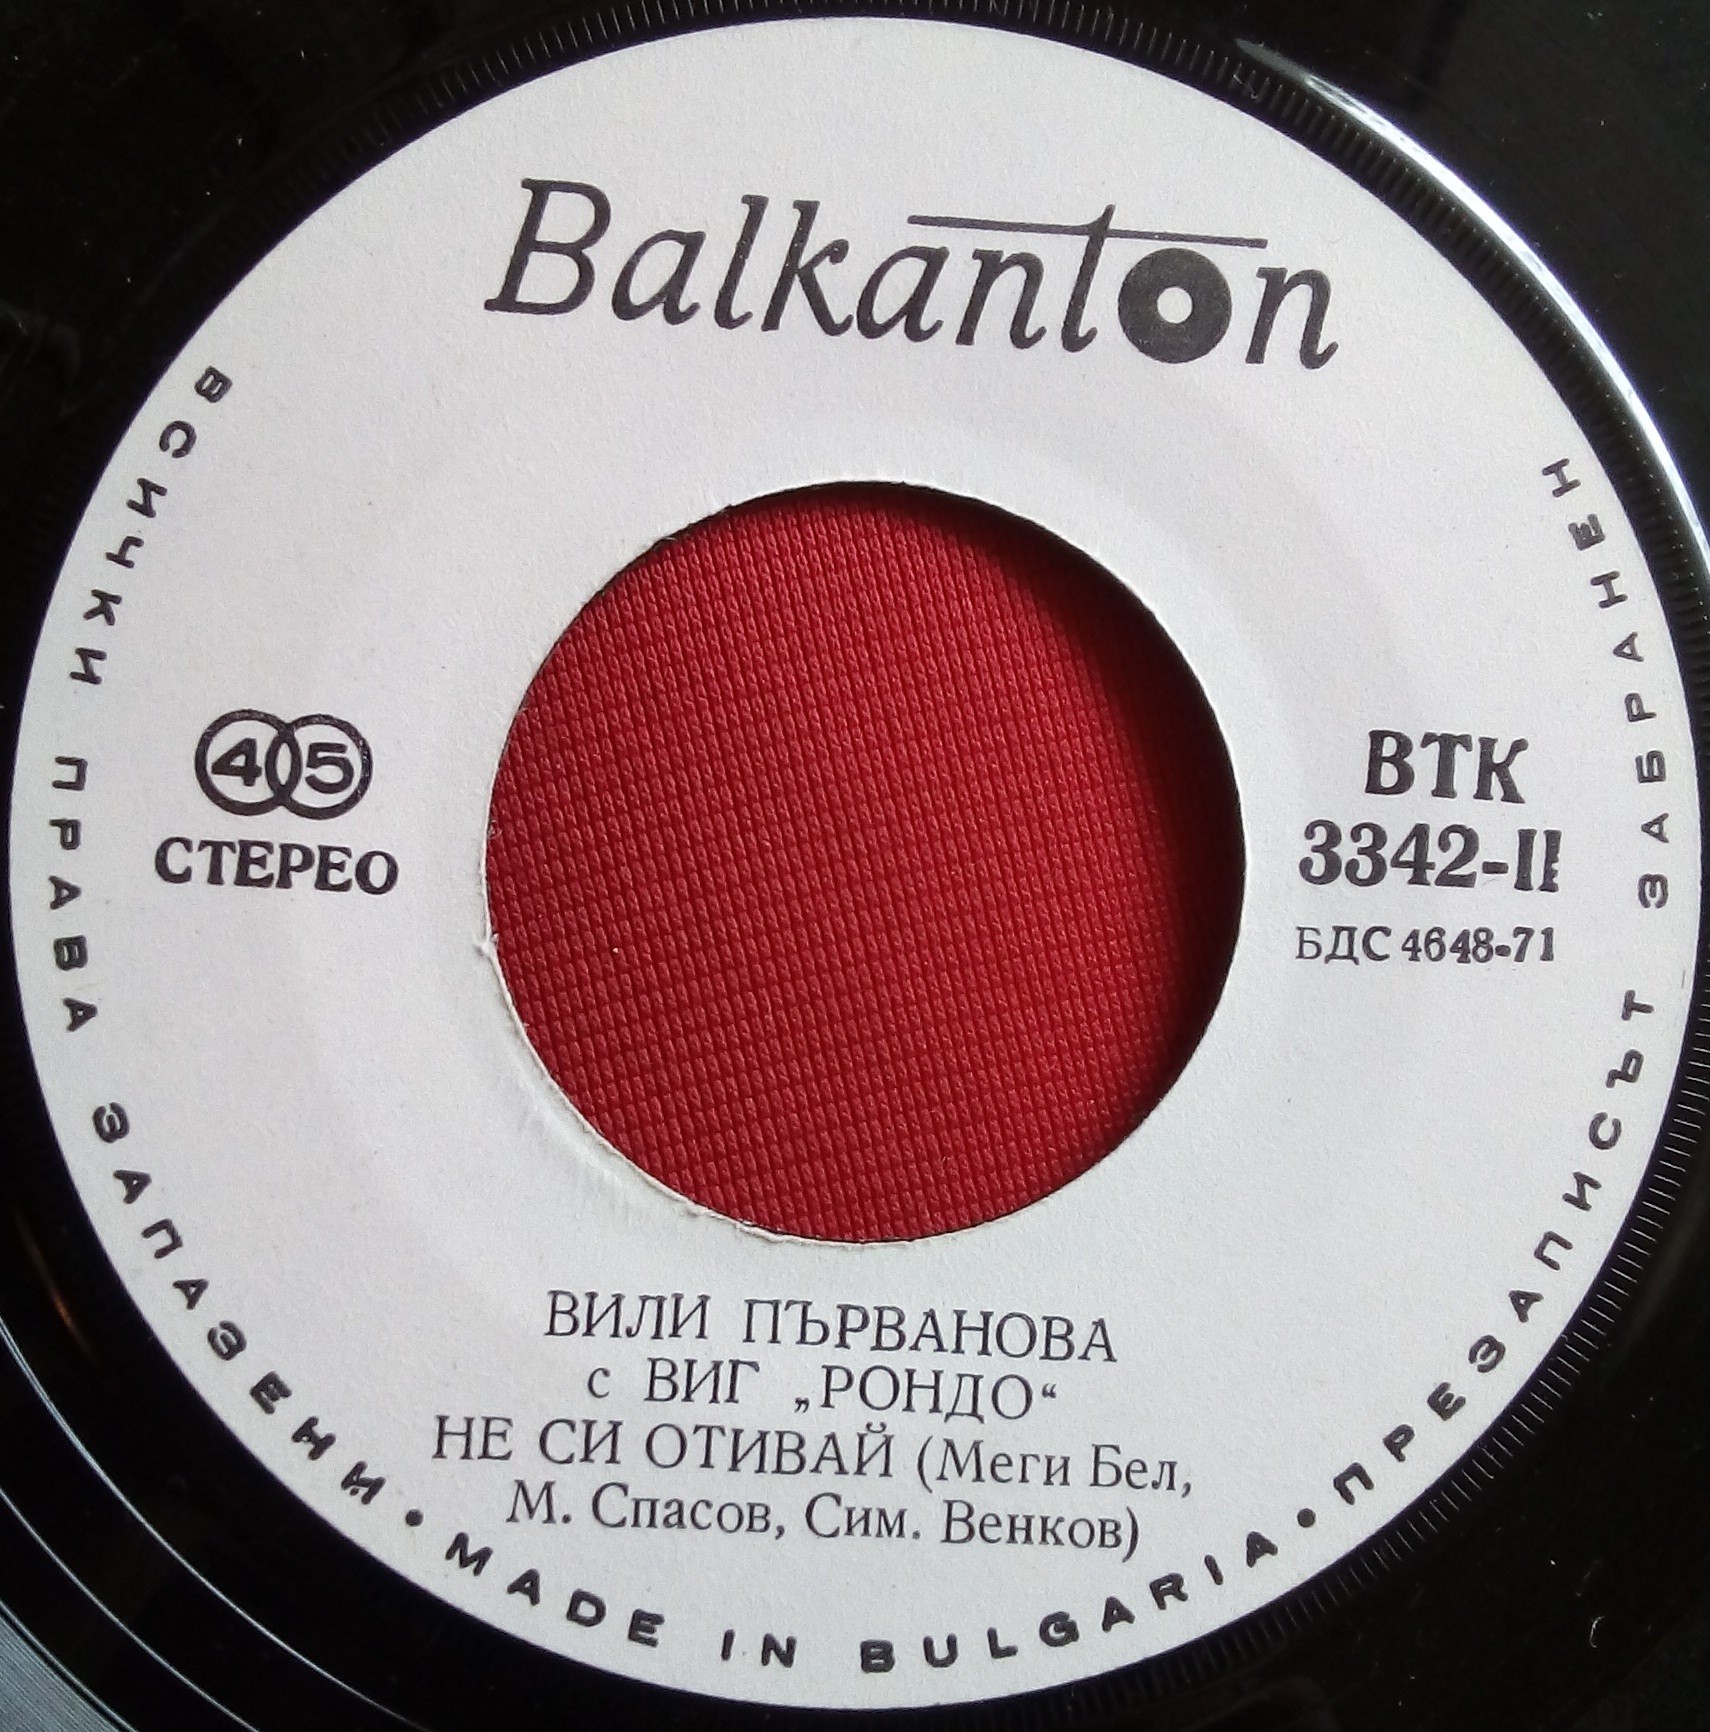 Balkanton
45
СТЕРЕО
ВТК
3342-II
БДС 4648-71
ВИЛИ ПЪРВАНОВА
с ВИГ „РОНДО“
НЕ СИ ОТИВАЙ (Меги Бел,
М. Спасов, Сим. Венков)
ВСИЧКИ ПРАВА ЗАПАЗЕНИ • MADE IN BULGARIA • ПРЕЗАПИСЪТ ЗАБРАНЕН